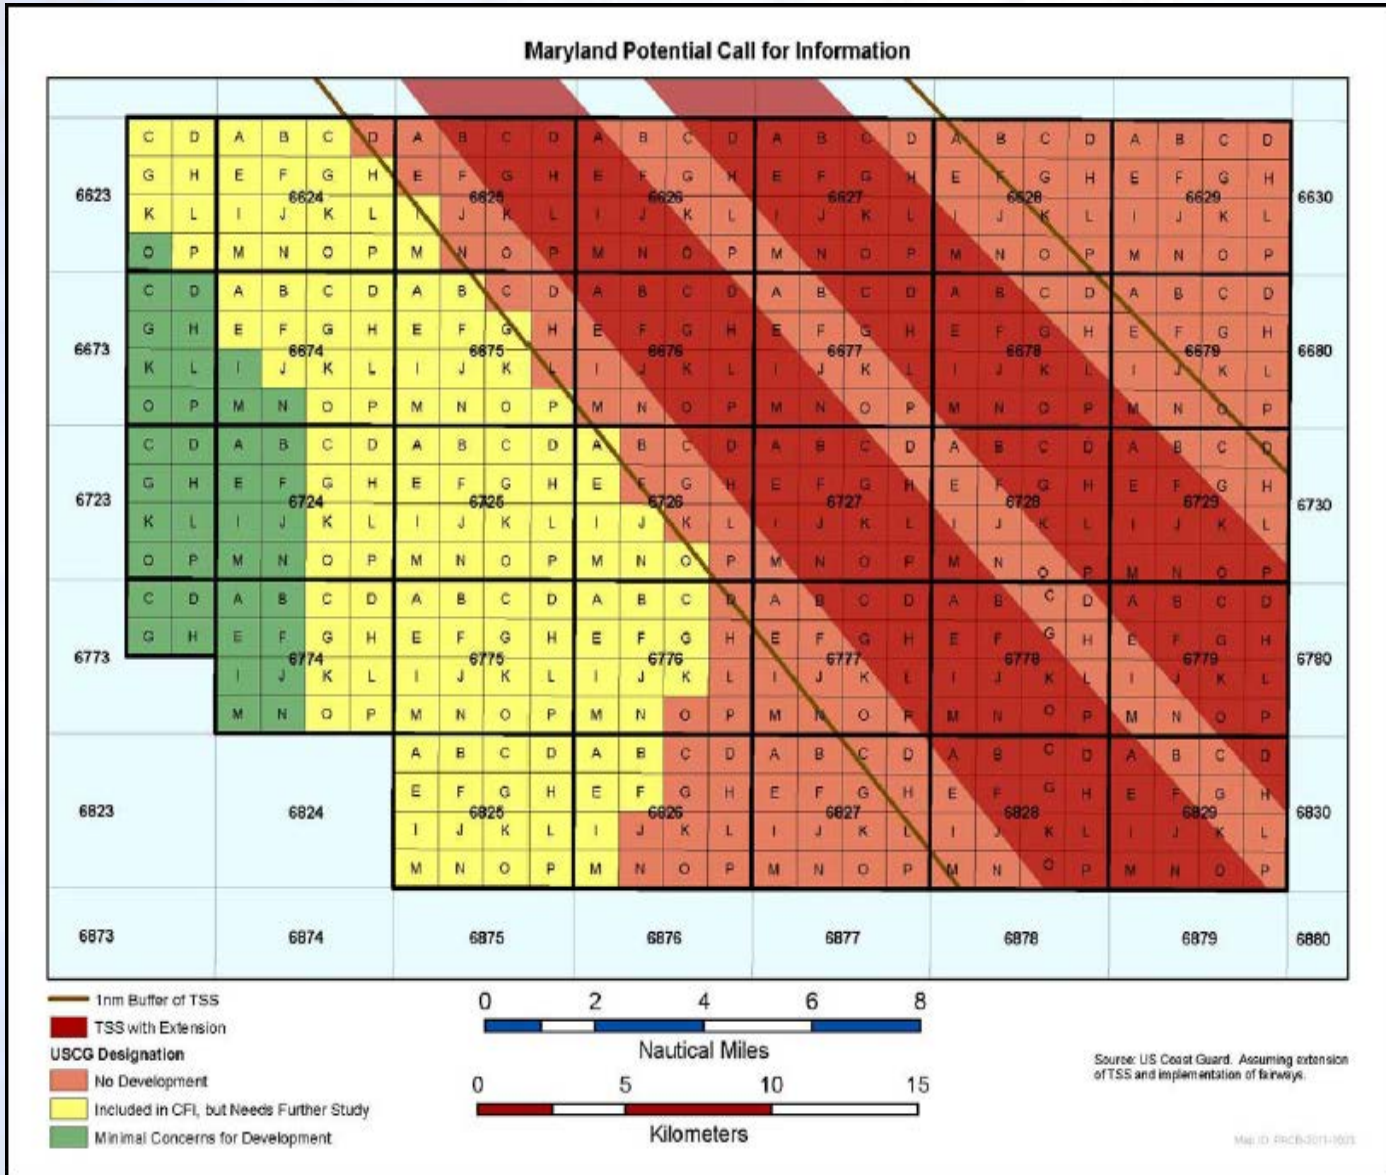 Maryland Potential Call for Information
C D A B C D A B C D A B C D A B C D A B C D A B C D
G H E F G H E F G H E F G H E F G H E F G H E F G H
6623 6624 6625 6626 6627 6628 6629 6630
K L I J K L I J K L I J K L I J K L I J K L I J K L
O P M N O P M N O P M N O P M N O P M N O P M N O P
C D A B C D A B C D A B C D A B C D A B C D A B C D
G H E F G H E F G H E F G H E F G H E F G H E F G H
6673 6674 6675 6676 6677 6678 6679 6680
K L I J K L I J K L I J K L I J K L I J K L I J K L
O P M N O P M N O P M N O P M N O P M N O P M N O P
C D A B C D A B C D A B C D A B C D A B C D A B C D
G H E F G H E F G H E F G H E F G H E F G H E F G H
6723 6724 6725 6726 6727 6728 6729 6730
K L I J K L I J K L I J K L I J K L I J K L I J K L
O P M N O P M N O P M N O P M N O P M N O P M N O P
C D A B C D A B C D A B C D A B C D A B C D A B C D
G H E F G H E F G H E F G H E F G H E F G H E F G H
6773 6774 6775 6776 6777 6778 6779 6780
I J K L I J K L I J K L I J K L I J K L I J K L
M N O P M N O P M N O P M N O P M N O P M N O P
A B C D A B C D A B C D A B C D A B C D
E F G H E F G H E F G H E F G H E F G H
6823 6824 6825 6826 6827 6828 6829 6830
I J K L I J K L I J K L I J K L I J K L
M N O P M N O P M N O P M N O P M N O P
6873 6874 6875 6876 6877 6878 6879 6880
1nm Buffer of TSS
TSS with Extension
USCG Designation
No Development
Included in CFI, but Needs Further Study
Minimal Concerns for Development
0 2 4 6 8
Nautical Miles
0 5 10 15
Kilometers
Source: US Coast Guard. Assuming extension
of TSS and implementation of fairways.
Map ID: